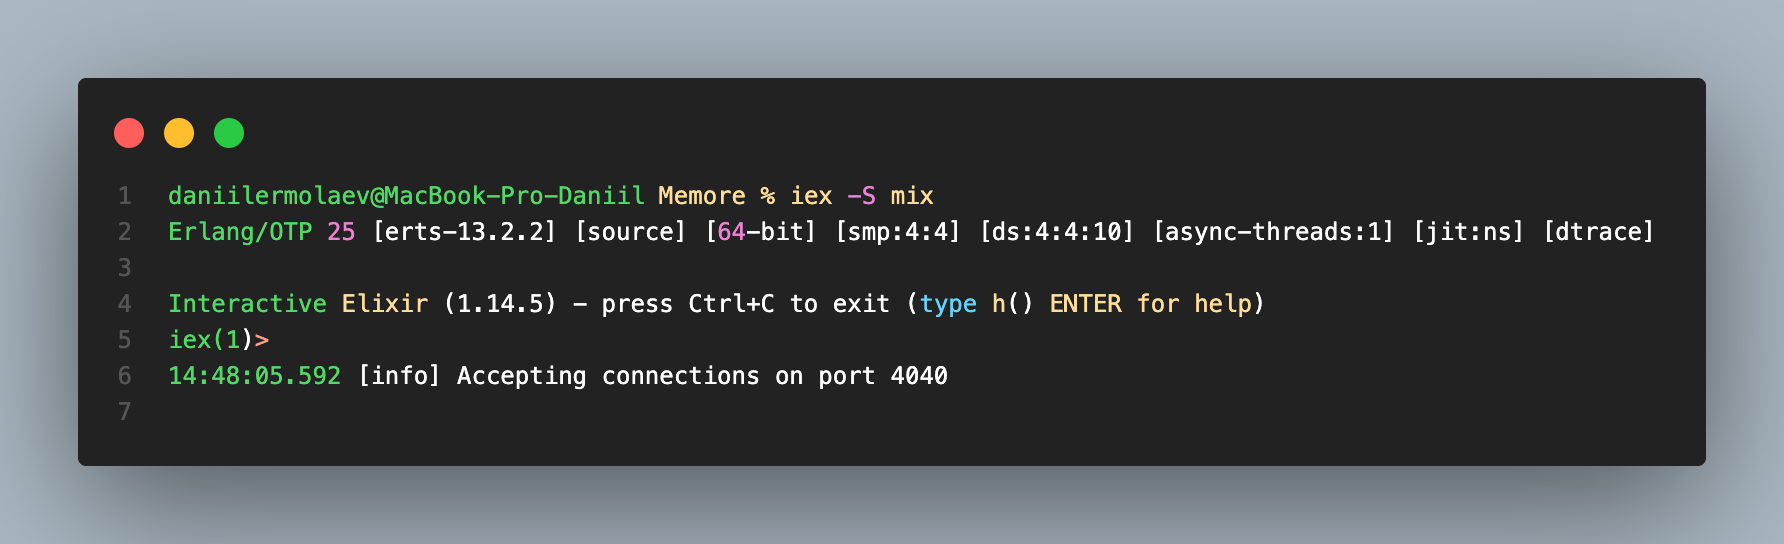 1 daniilermolaev@MacBook-Pro-Daniil Memore % iex -S mix
2 Erlang/OTP 25 [erts-13.2.2] [source] [64-bit] [smp:4:4] [ds:4:4:10] [async-threads:1] [jit:ns] [dtrace]
3
4 Interactive Elixir (1.14.5) - press Ctrl+C to exit (type h() ENTER for help)
5 iex(1)>
6 14:48:05.592 [info] Accepting connections on port 4040
7